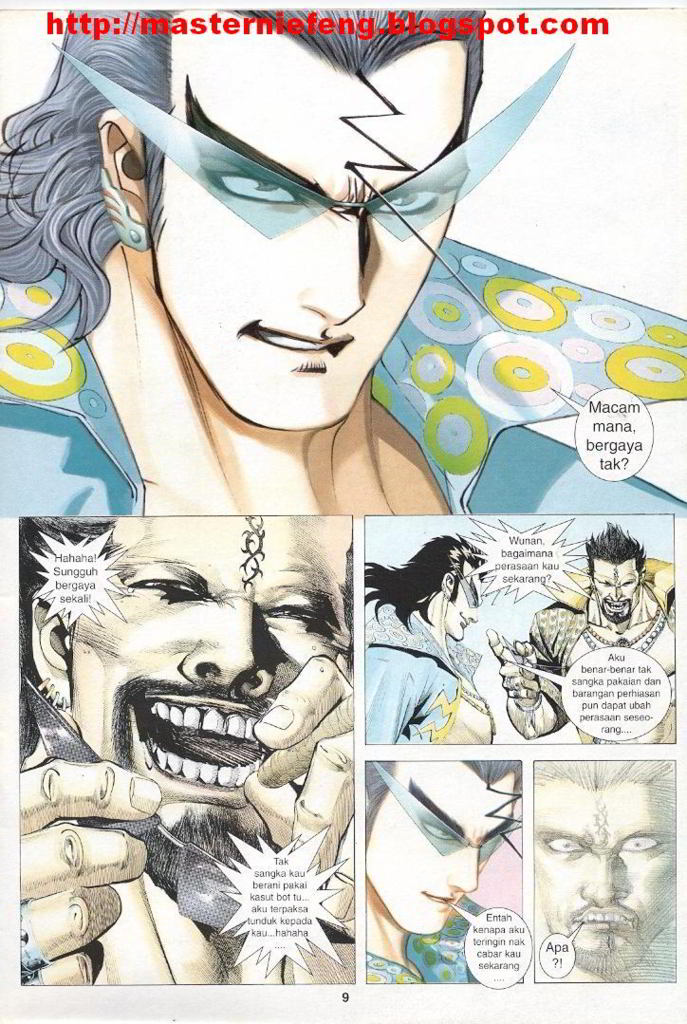 http://masterniefeng.blogspot.com
Macam
mana,
bergaya
tak?
Hahaha!
Sungguh
bergaya
sekali!
Tak
sangka kau
berani pakai
kasut bot tu...
aku terpaksa
tunduk kepada
kau...hahaha
....
Wunan,
bagaimana
perasaan
kau
sekarang?
Aku
benar-benar tak
sangka pakaian dan
barangan perhiasan
pun dapat ubah
perasaan seseo-
rang....
Entah
kenapa aku
teringin nak
cabar kau
sekarang
....
Apa
?!
9